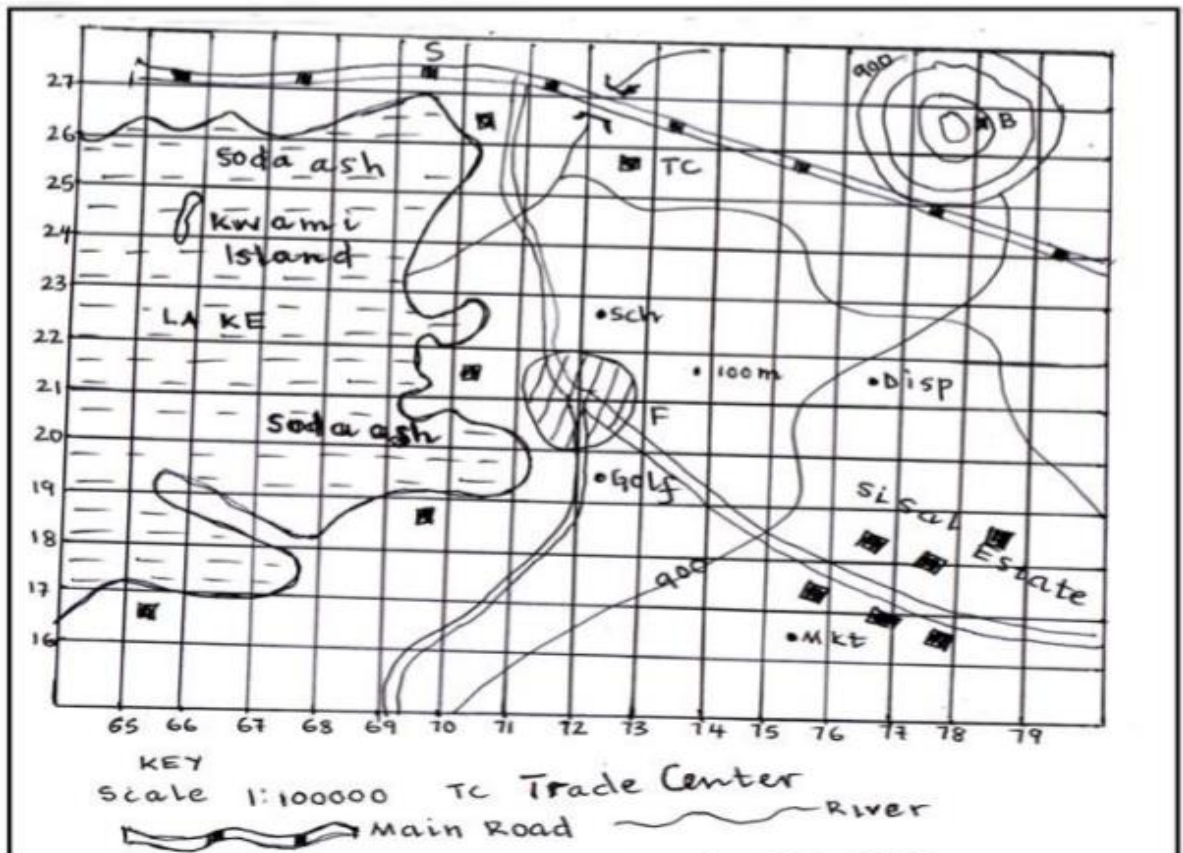 27
S
900
26
B
Soda ash
TC
25
Kwami
24
Island
23
LAKE
Sch
22
21
100m
Disp
F
20
Soda ash
Golf
19
Sisal
18
Estate
900
17
16
Mkt
65 66 67 68 69 70 71 72 73 74 75 76 77 78 79
KEY
Scale 1:100000 TC Trade Center
Main Road River